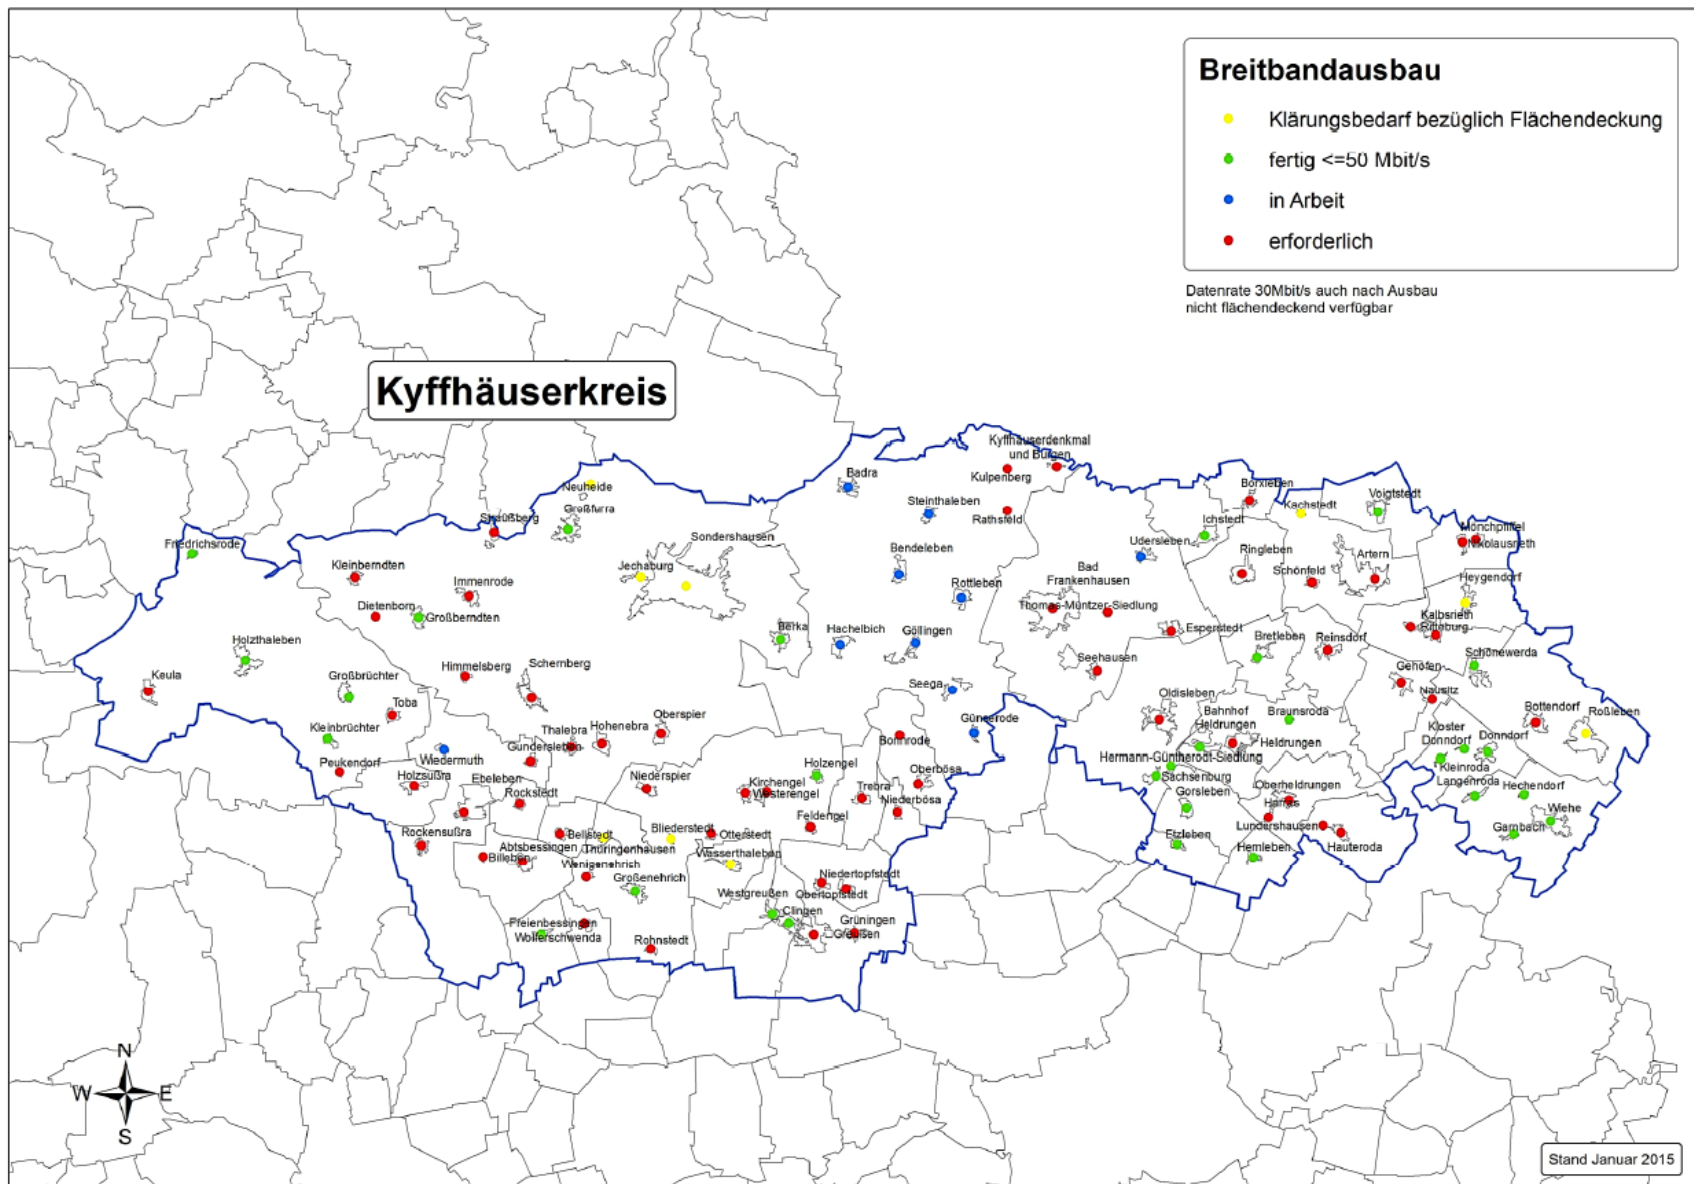 Breitbandausbau
Klärungsbedarf bezüglich Flächendeckung
fertig <=50 Mbit/s
in Arbeit
erforderlich
Datenrate 30Mbit/s auch nach Ausbau
nicht flächendeckend verfügbar
Kyffhäuserkreis
Kyffhäuserdenkmal
und Burgen
Kulpenberg
Badra
Neuheide
Steinthaleben
Rathsfeld
Borxleben
Kachstedt
Voigtstedt
Straußberg
Großfurra
Ichstedt
Mönchpfiffel
Nikolausrieth
Friedrichsrode
Sondershausen
Bendeleben
Udersleben
Ringleben
Artern
Kleinberndten
Jechaburg
Immenrode
Rottleben
Bad
Frankenhausen
Thomas-Müntzer-Siedlung
Schönfeld
Heygendorf
Dietenborn
Großberndten
Berka
Hachelbich
Göllingen
Esperstedt
Bretleben
Reinsdorf
Kalbsrieth
Ritteburg
Holzthaleben
Schönewerda
Keula
Großbrüchter
Himmelsberg
Schernberg
Seehausen
Gehofen
Seega
Nausitz
Toba
Oldisleben
Bahnhof
Heldrungen
Braunsroda
Bottendorf
Roßleben
Kleinbrüchter
Thalebra
Hohenebra
Oberspier
Bonnrode
Günserode
Kloster
Donndorf
Donndorf
Wiedermuth
Gundersleben
Heldrungen
Hermann-Güntherodt-Siedlung
Peukendorf
Holzsußra
Ebeleben
Niederspier
Holzengel
Oberbösa
Sachsenburg
Kleinroda
Langenroda
Hechendorf
Rockstedt
Kirchengel
Westerengel
Trebra
Niederbösa
Gorsleben
Oberheldrungen
Harras
Wiehe
Rockensußra
Bellstedt
Thüringenhausen
Bliederstedt
Otterstedt
Feldengel
Etzleben
Lundershausen
Garnbach
Billeben
Abtsbessingen
Wasserthaleben
Hemleben
Hauteroda
Wenigenehrich
Großenehrich
Niedertopfstedt
Obertopfstedt
Westgreußen
Clingen
Freienbessingen
Wolferschwenda
Grüningen
Greußen
Rohnstedt
N
W
E
S
Stand Januar 2015